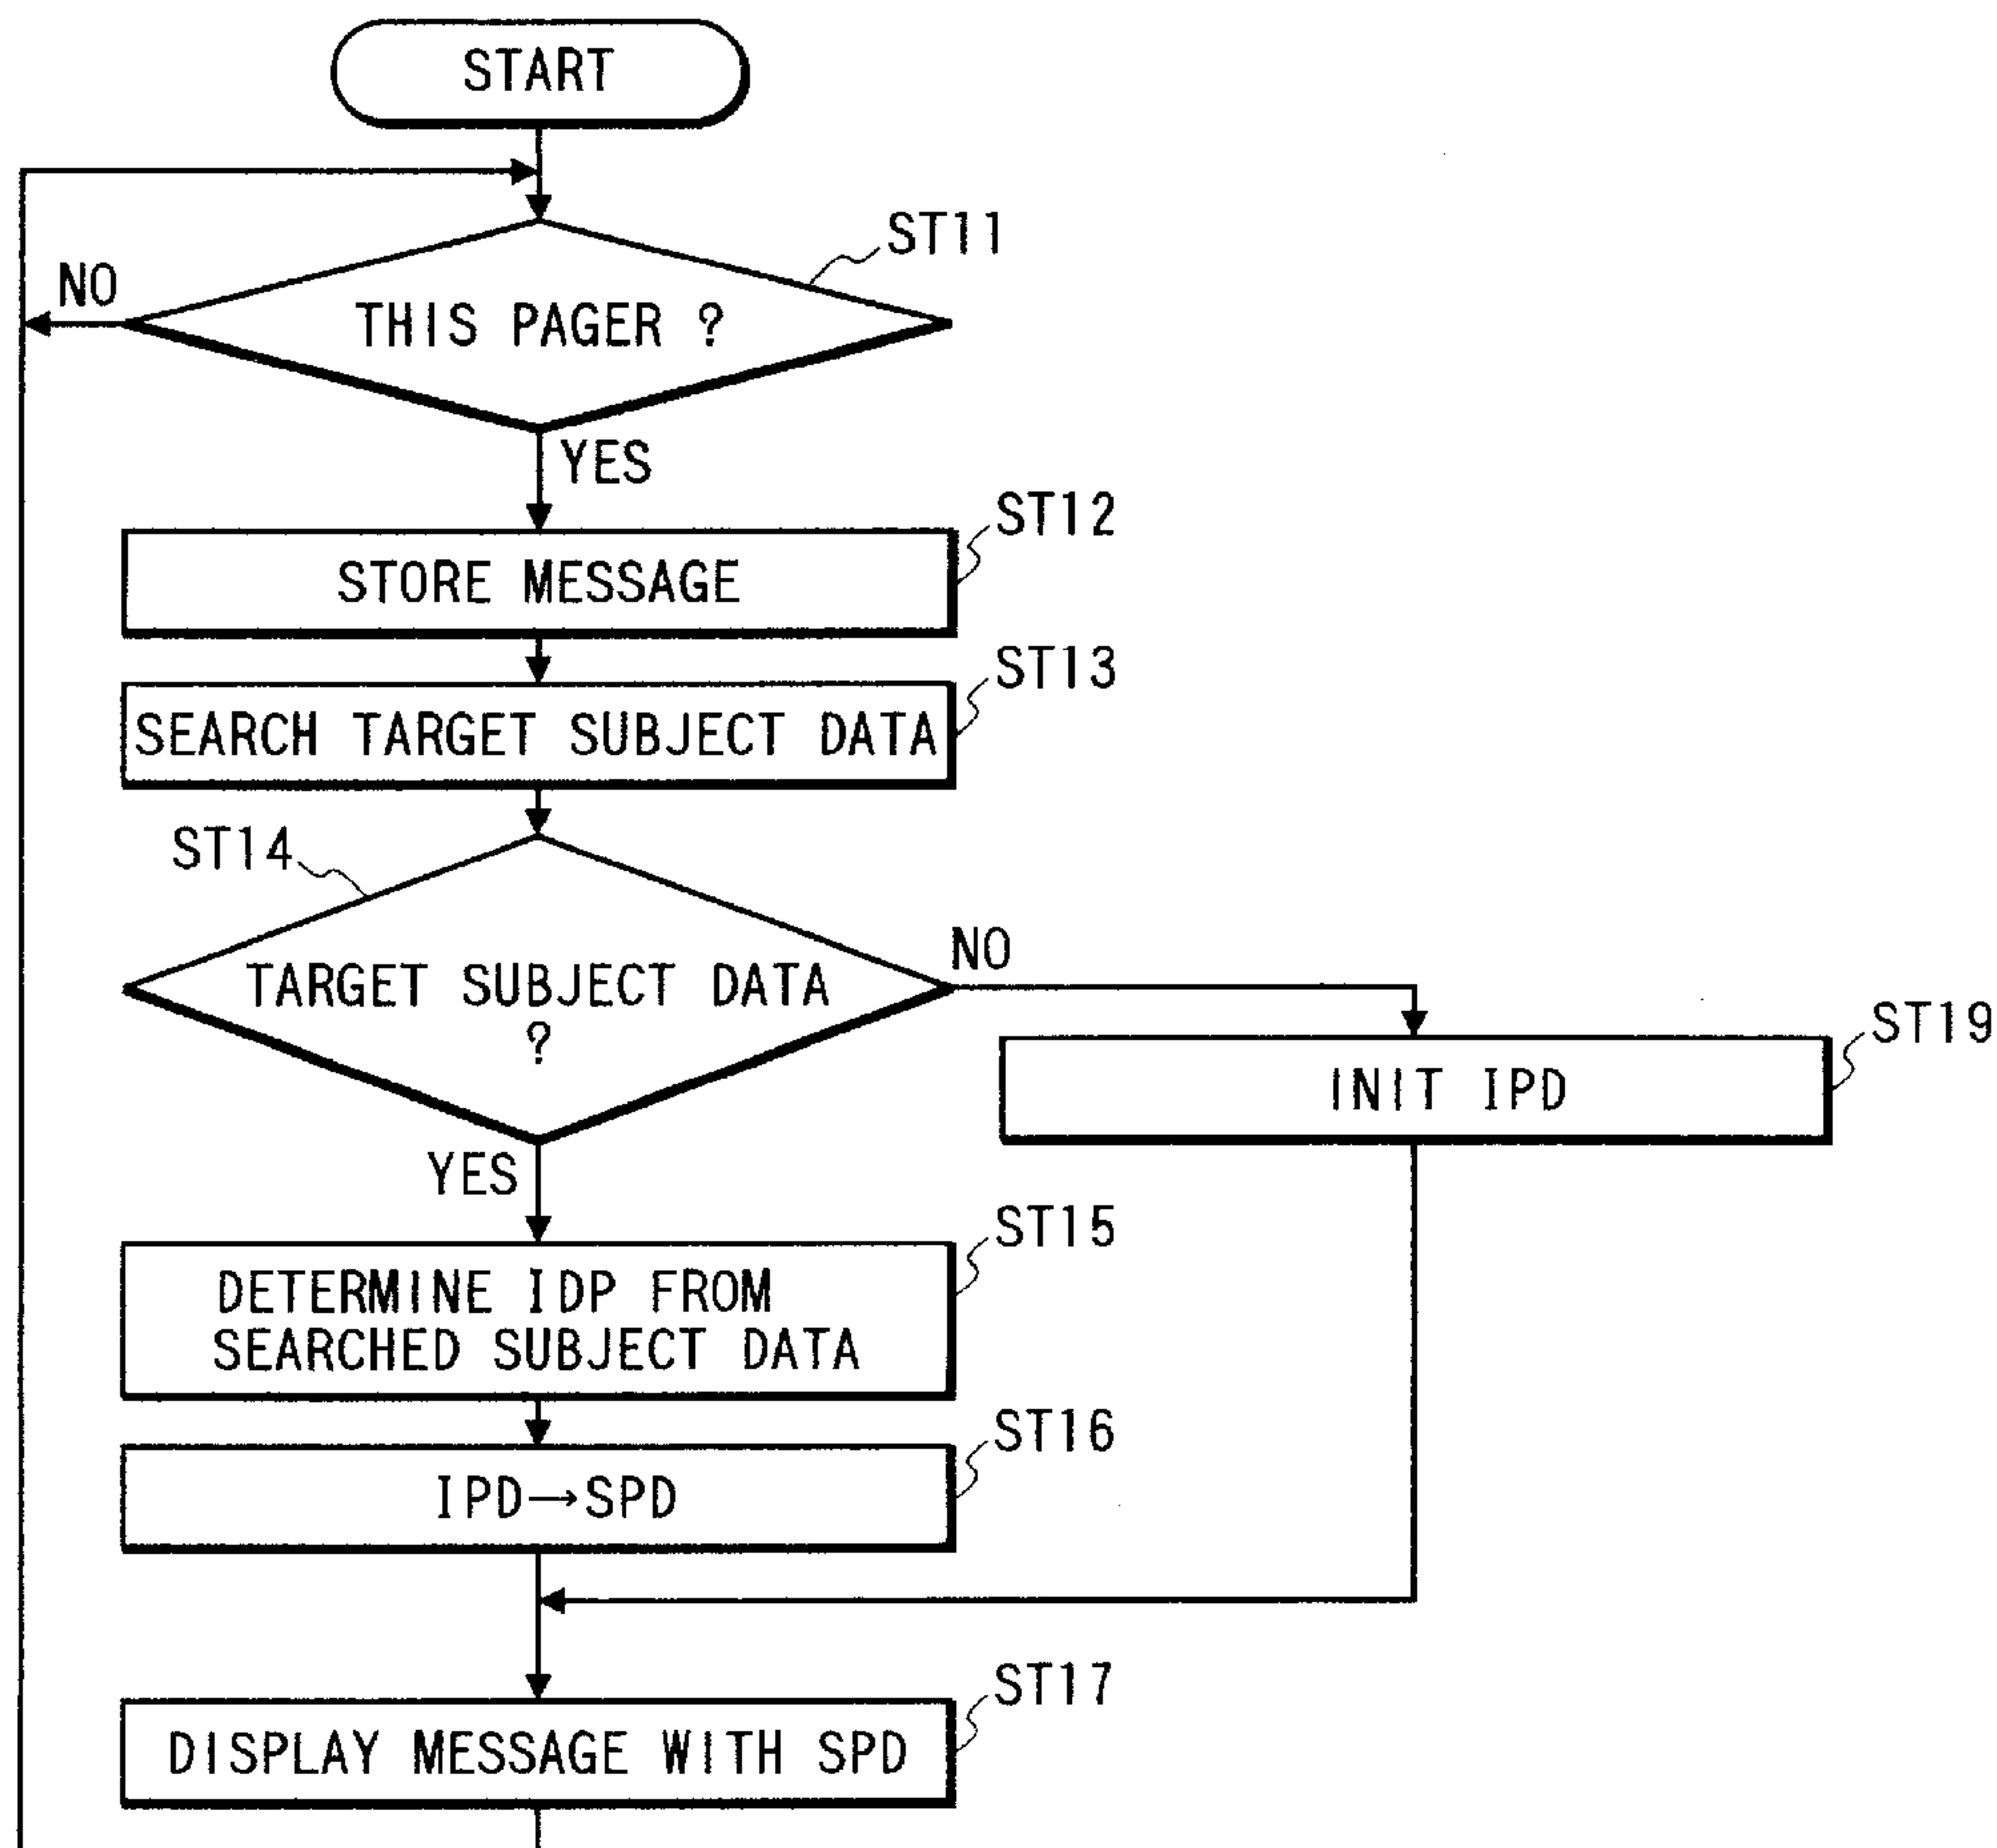 START
ST11
NO
THIS PAGER ?
YES
ST12
STORE MESSAGE
ST13
SEARCH TARGET SUBJECT DATA
ST14
NO
TARGET SUBJECT DATA
?
ST19
INIT IPD
YES
ST15
DETERMINE IDP FROM
SEARCHED SUBJECT DATA
ST16
IPD→SPD
ST17
DISPLAY MESSAGE WITH SPD